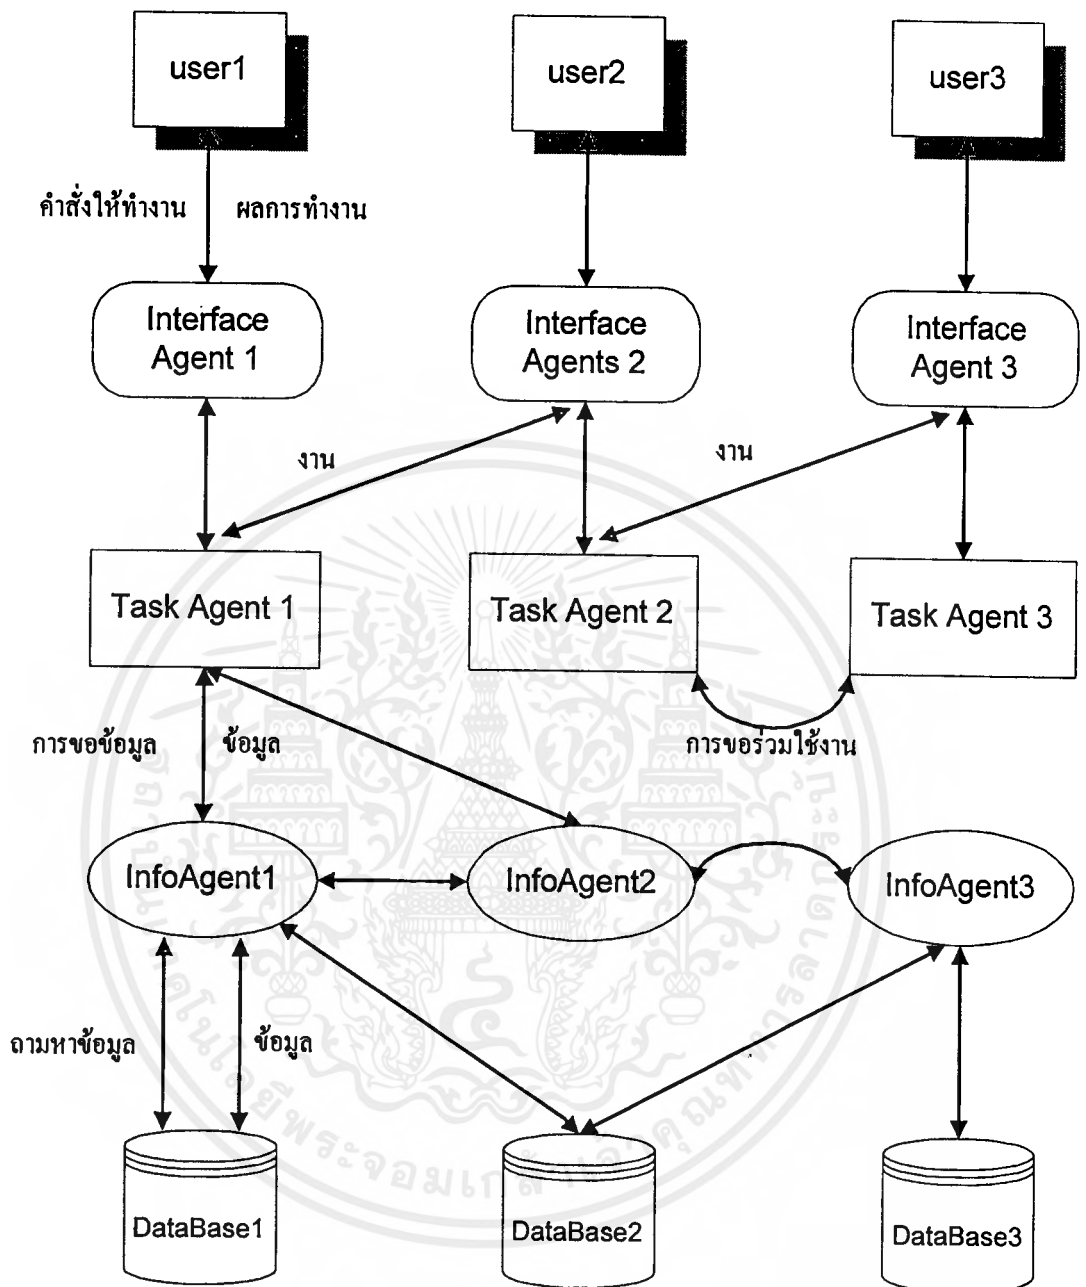 user1
user2
user3
คำสั่งให้ทำงาน
ผลการทำงาน
Interface
Agent 1
Interface
Agents 2
Interface
Agent 3
งาน
งาน
Task Agent 1
Task Agent 2
Task Agent 3
การขอข้อมูล
ข้อมูล
การขอร่วมใช้งาน
InfoAgent1
InfoAgent2
InfoAgent3
ถามหาข้อมูล
ข้อมูล
DataBase1
DataBase2
DataBase3